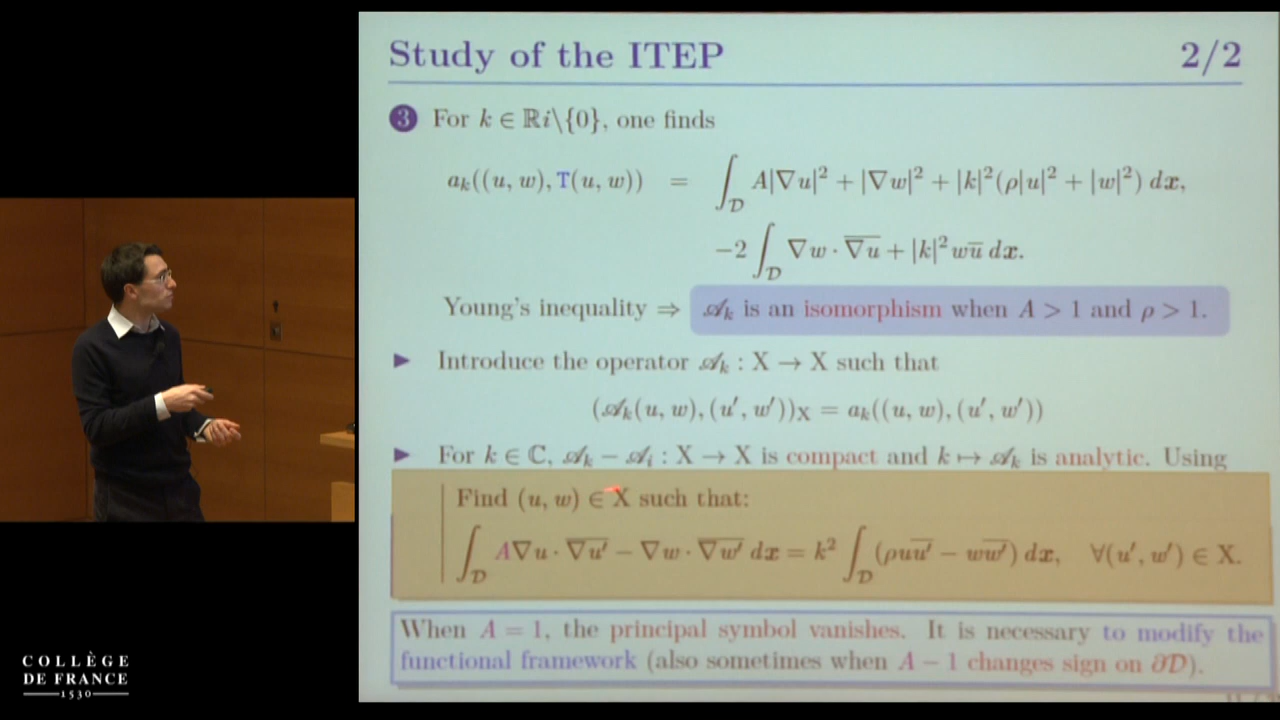 Study of the ITEP 2/2
3 For k ∈ ℝi\{0}, one finds
a_k((u, w), T(u, w)) = ∫_D A|∇u|² + |∇w|² + |k|²(ρ|u|² + |w|²) dx,
−2 ∫_D ∇w · \overline{∇u} + |k|² w\overline{u} dx.
Young's inequality ⇒ 𝒜_k is an isomorphism when A > 1 and ρ > 1.
► Introduce the operator 𝒜_k : X → X such that
(𝒜_k(u, w), (u′, w′))_X = a_k((u, w), (u′, w′))
► For k ∈ ℂ, 𝒜_k − 𝒜_i : X → X is compact and k ↦ 𝒜_k is analytic. Using
Find (u, w) ∈ X such that:
∫_D A∇u · \overline{∇u′} − ∇w · \overline{∇w′} dx = k² ∫_D (ρu\overline{u′} − w\overline{w′}) dx, ∀(u′, w′) ∈ X.
When A = 1, the principal symbol vanishes. It is necessary to modify the
functional framework (also sometimes when A − 1 changes sign on ∂D).
COLLÈGE
DE FRANCE
1530